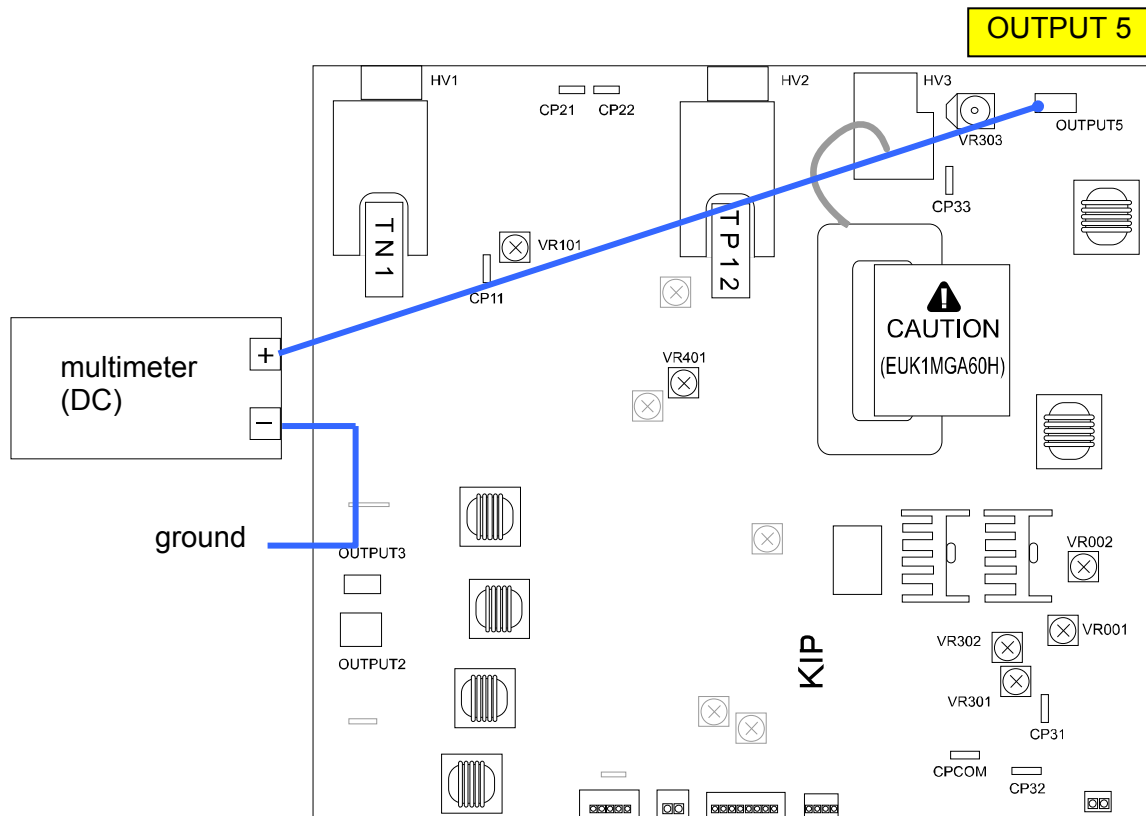 OUTPUT 5
HV1
HV2
HV3
CP21
CP22
VR303
OUTPUT5
CP33
TN1
TP12
VR101
CP11
CAUTION
(EUK1MGA60H)
multimeter
(DC)
+
−
VR401
ground
OUTPUT3
OUTPUT2
VR002
VR001
VR302
VR301
KIP
CP31
CPCOM
CP32